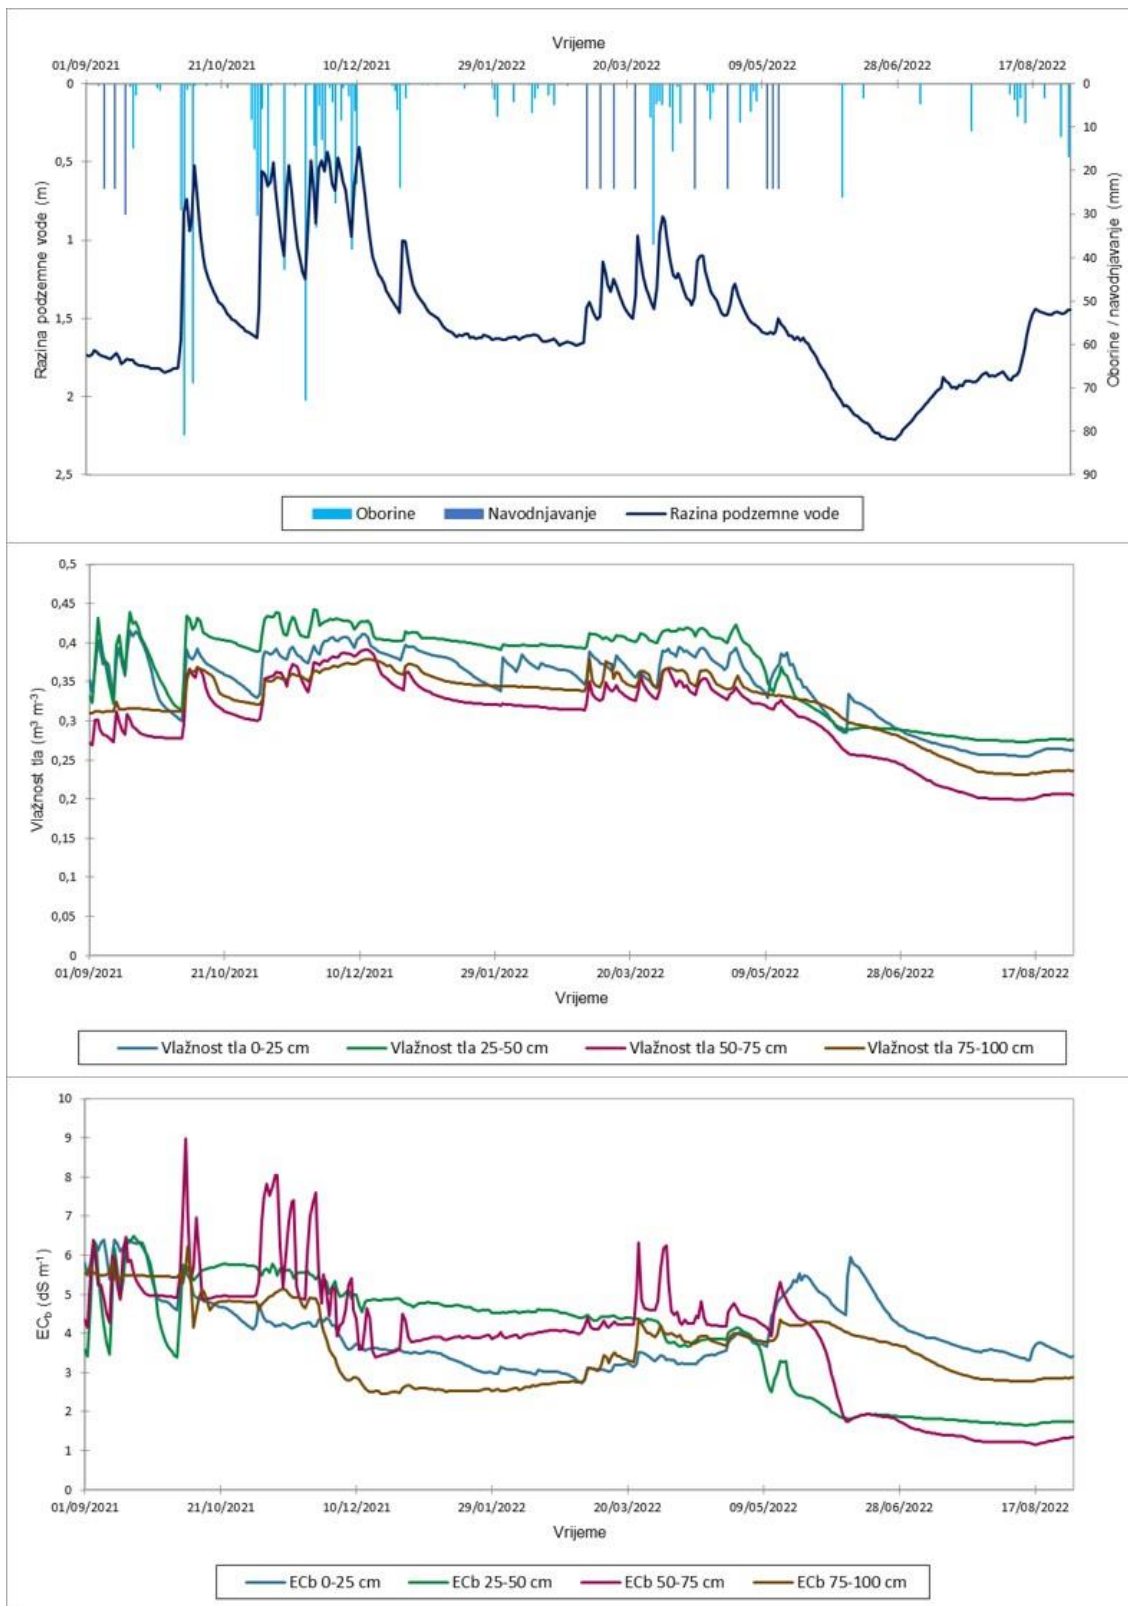 Vrijeme
01/09/2021 21/10/2021 10/12/2021 29/01/2022 20/03/2022 09/05/2022 28/06/2022 17/08/2022
Razina podzemne vode (m)
0
0,5
1
1,5
2
2,5
Oborine / navodnjavanje (mm)
0
10
20
30
40
50
60
70
80
90
Oborine Navodnjavanje Razina podzemne vode
Vlažnost tla (m³ m⁻³)
0,5
0,45
0,4
0,35
0,3
0,25
0,2
0,15
0,1
0,05
0
01/09/2021 21/10/2021 10/12/2021 29/01/2022 20/03/2022 09/05/2022 28/06/2022 17/08/2022
Vrijeme
Vlažnost tla 0-25 cm Vlažnost tla 25-50 cm Vlažnost tla 50-75 cm Vlažnost tla 75-100 cm
EC_b (dS m⁻¹)
10
9
8
7
6
5
4
3
2
1
0
01/09/2021 21/10/2021 10/12/2021 29/01/2022 20/03/2022 09/05/2022 28/06/2022 17/08/2022
Vrijeme
ECb 0-25 cm ECb 25-50 cm ECb 50-75 cm ECb 75-100 cm